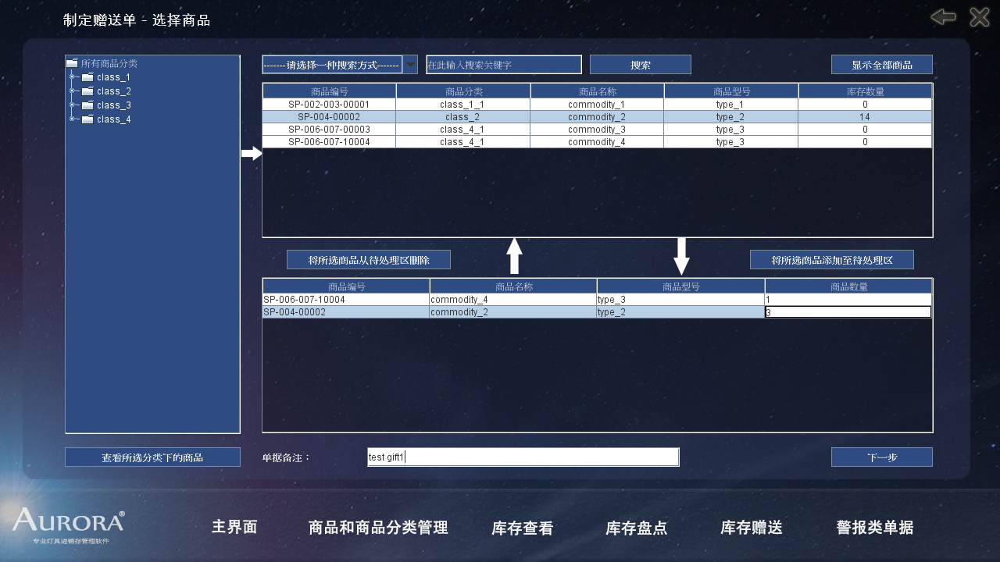 制定赠送单 - 选择商品
所有商品分类
class_1
class_2
class_3
class_4
-------请选择一种搜索方式-------
在此输入搜索关键字
搜索
显示全部商品
商品编号 商品分类 商品名称 商品型号 库存数量
SP-002-003-00001 class_1_1 commodity_1 type_1 0
SP-004-00002 class_2 commodity_2 type_2 14
SP-006-007-00003 class_4_1 commodity_3 type_3 0
SP-006-007-10004 class_4_1 commodity_4 type_3 0
将所选商品从待处理区删除
将所选商品添加至待处理区
商品编号 商品名称 商品型号 商品数量
SP-006-007-10004 commodity_4 type_3 1
SP-004-00002 commodity_2 type_2 3
查看所选分类下的商品
单据备注：
test gift1
下一步
AURORA®
专业灯具进销存管理软件
主界面
商品和商品分类管理
库存查看
库存盘点
库存赠送
警报类单据